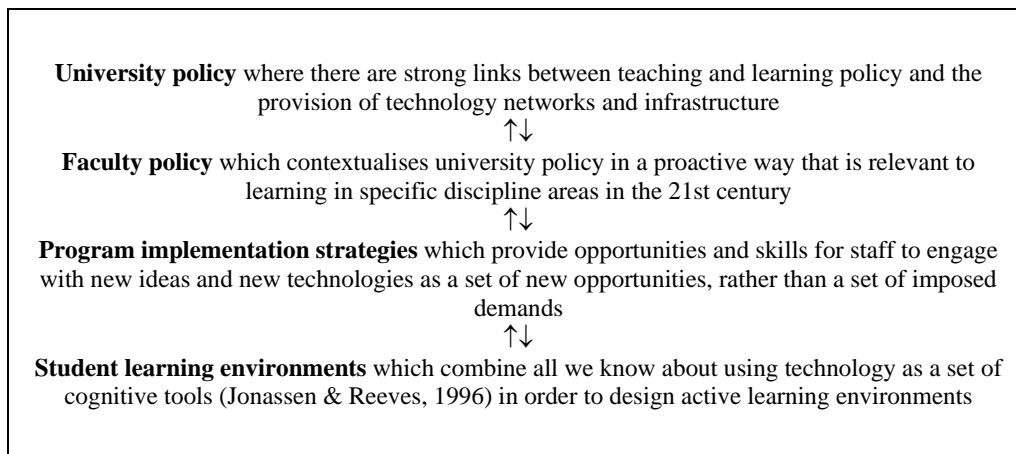 University policy where there are strong links between teaching and learning policy and the
provision of technology networks and infrastructure
↑↓
Faculty policy which contextualises university policy in a proactive way that is relevant to
learning in specific discipline areas in the 21st century
↑↓
Program implementation strategies which provide opportunities and skills for staff to engage
with new ideas and new technologies as a set of new opportunities, rather than a set of imposed
demands
↑↓
Student learning environments which combine all we know about using technology as a set of
cognitive tools (Jonassen & Reeves, 1996) in order to design active learning environments